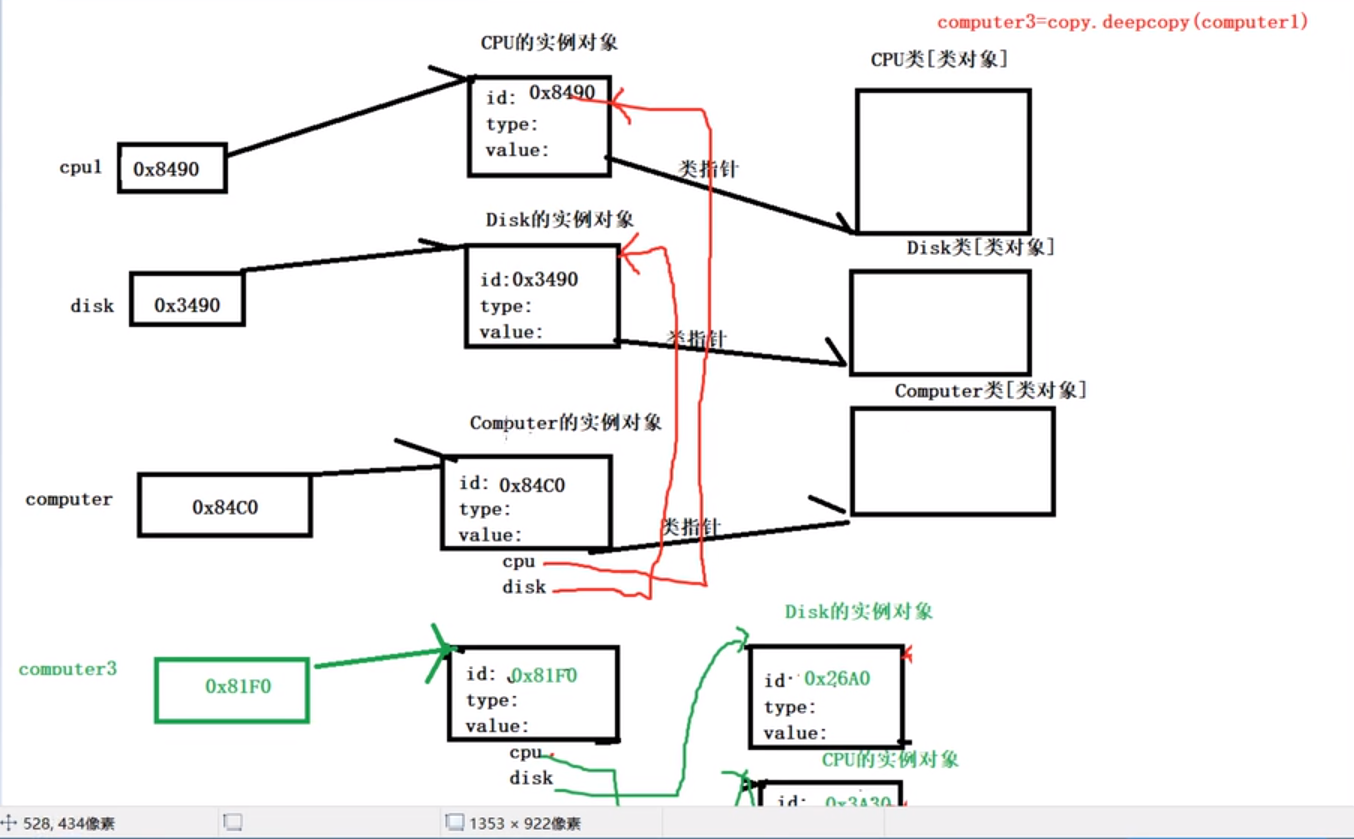 computer3=copy.deepcopy(computer1)
CPU的实例对象
CPU类[类对象]
id: 0x8490
type:
value:
cpu1
0x8490
类指针
Disk的实例对象
Disk类[类对象]
id:0x3490
type:
value:
disk
0x3490
类指针
Computer类[类对象]
Computer的实例对象
id: 0x84C0
type:
value:
computer
0x84C0
类指针
cpu
disk
Disk的实例对象
computer3
0x81F0
id: 0x81F0
type:
value:
id: 0x26A0
type:
value:
cpu
disk
CPU的实例对象
id: 0x3A30
528, 434像素
1353 × 922像素